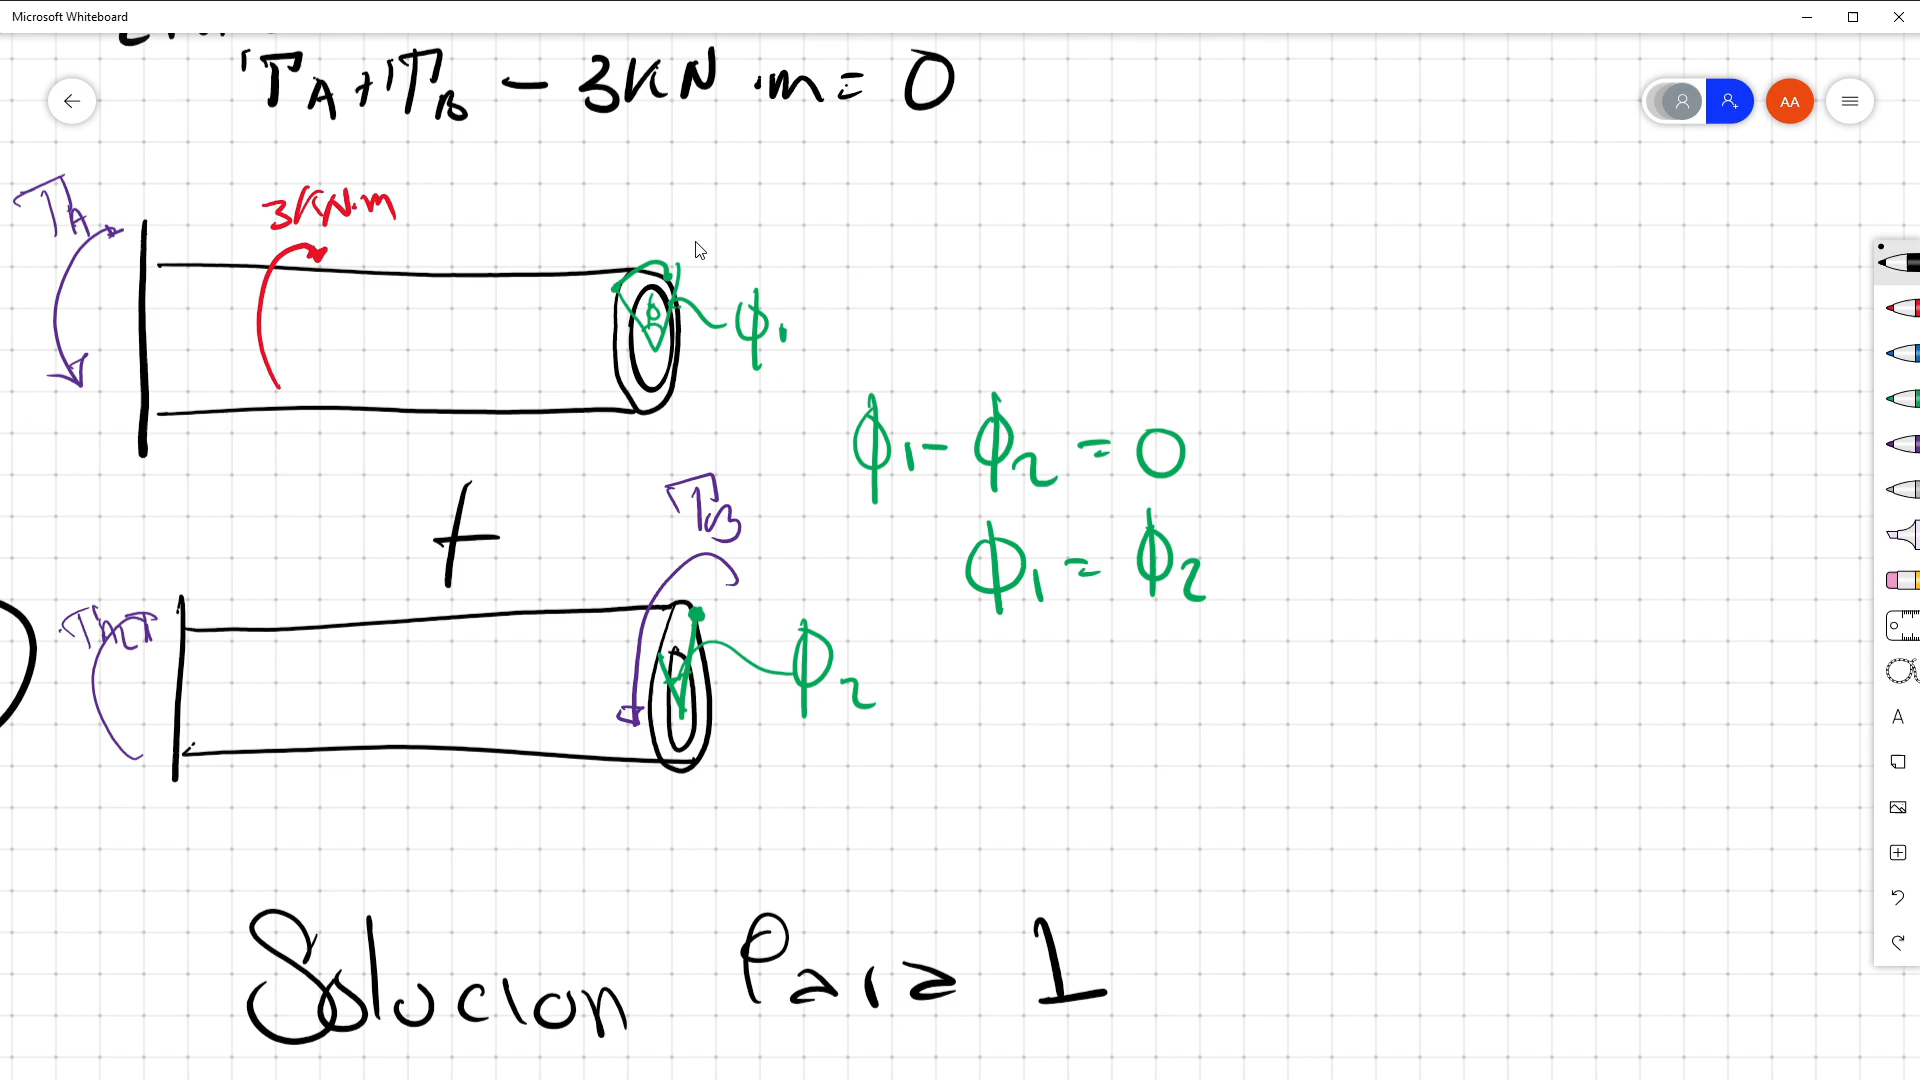 Microsoft Whiteboard
TA + TB - 3KN·m = 0
AA
TA
3KN·m
ϕ1
ϕ1 - ϕ2 = 0
TB
ϕ1 = ϕ2
ϕ2
A
Solucion Para 1